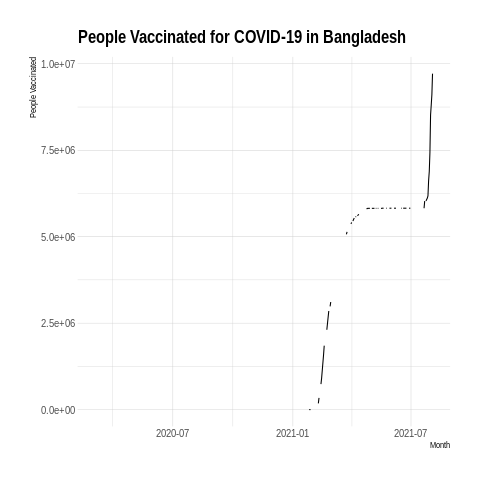 People Vaccinated for COVID-19 in Bangladesh
People Vaccinated
1.0e+07
7.5e+06
5.0e+06
2.5e+06
0.0e+00
2020-07
2021-01
2021-07
Month